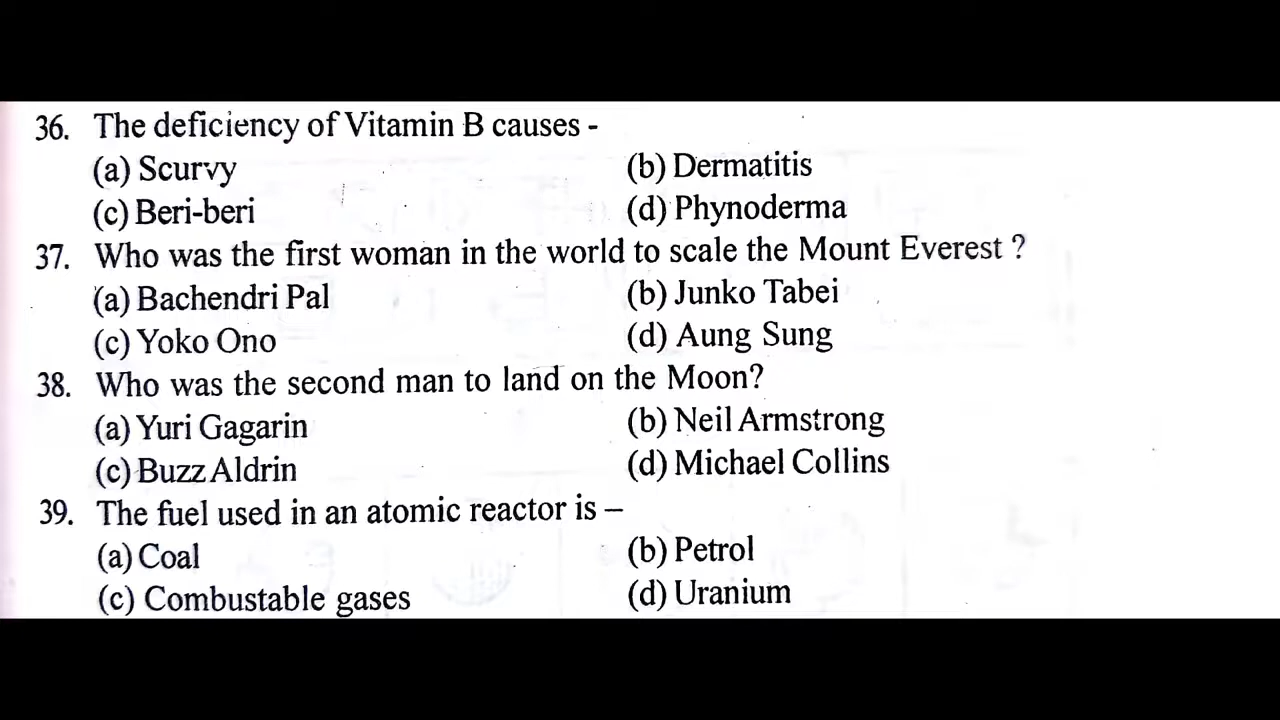 36. The deficiency of Vitamin B causes -
(a) Scurvy (b) Dermatitis
(c) Beri-beri (d) Phynoderma
37. Who was the first woman in the world to scale the Mount Everest ?
(a) Bachendri Pal (b) Junko Tabei
(c) Yoko Ono (d) Aung Sung
38. Who was the second man to land on the Moon?
(a) Yuri Gagarin (b) Neil Armstrong
(c) Buzz Aldrin (d) Michael Collins
39. The fuel used in an atomic reactor is –
(a) Coal (b) Petrol
(c) Combustable gases (d) Uranium